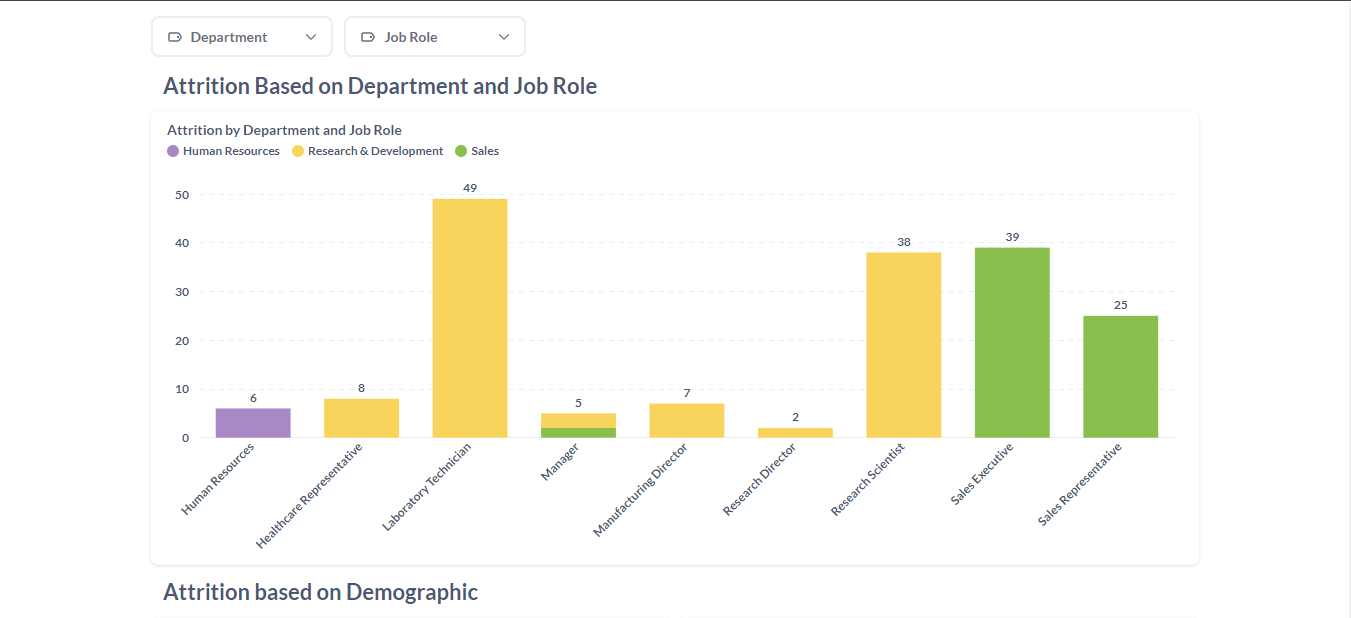 Department Job Role
Attrition Based on Department and Job Role
Attrition by Department and Job Role
Human Resources Research & Development Sales
50
40
30
20
10
0
6
8
49
5
7
2
38
39
25
Human Resources
Healthcare Representative
Laboratory Technician
Manager
Manufacturing Director
Research Director
Research Scientist
Sales Executive
Sales Representative
Attrition based on Demographic